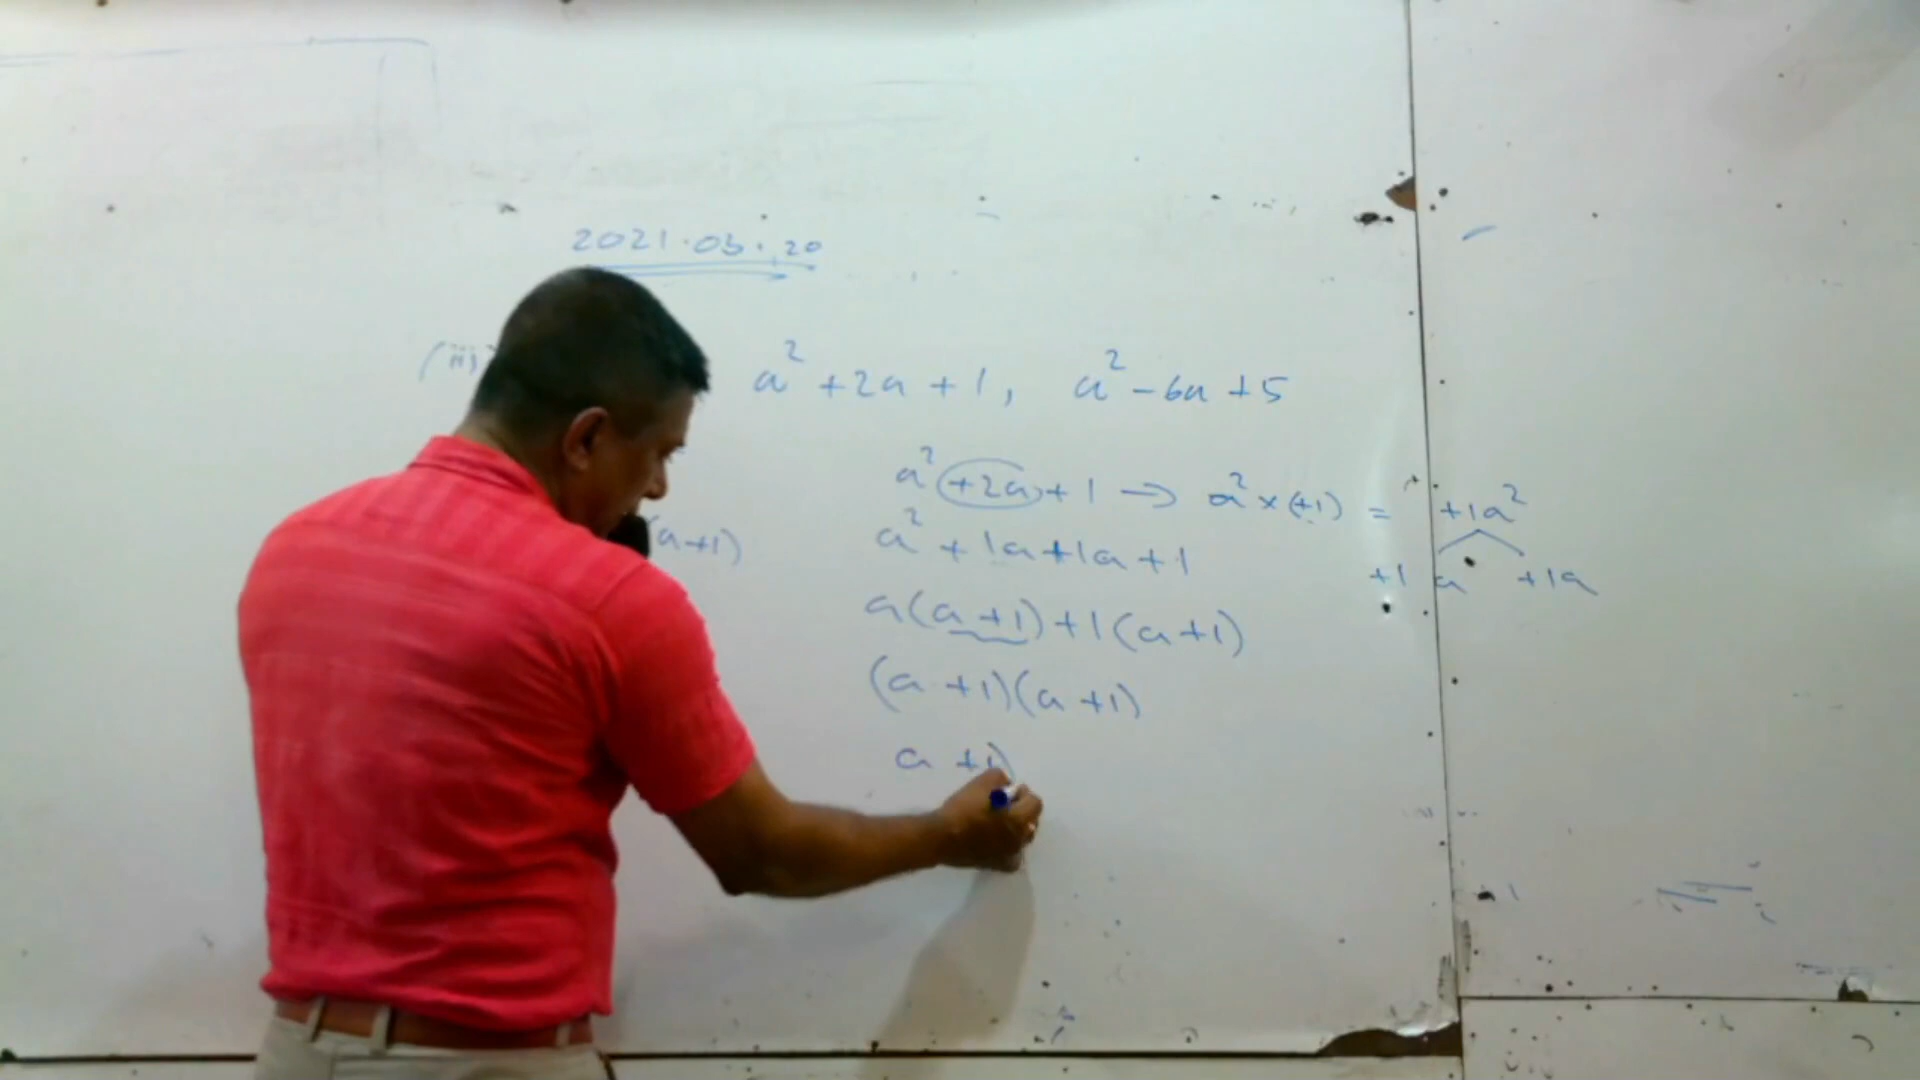 2021.03.20
(iii) a²+2a+1, a²-6a+5
a²+2a+1 → a²×(+1) = +1a²
(a+1) a²+1a+1a+1 +1a +1a
a(a+1)+1(a+1)
(a+1)(a+1)
a+1)